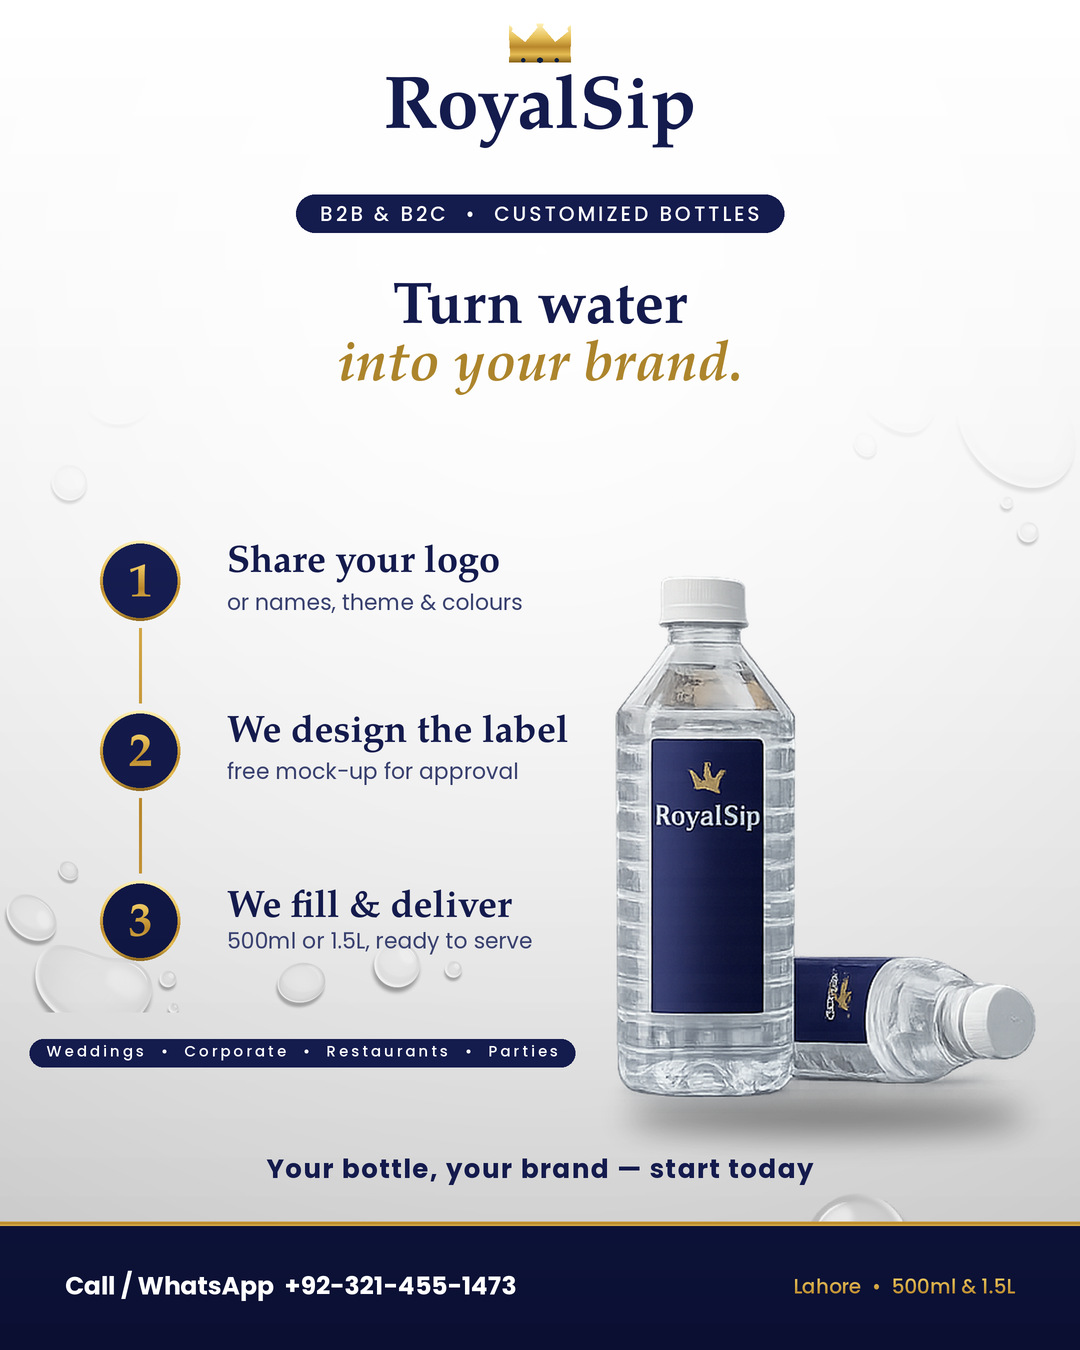 RoyalSip
B2B & B2C • CUSTOMIZED BOTTLES
Turn water
into your brand.
1
Share your logo
or names, theme & colours
2
We design the label
free mock-up for approval
3
We fill & deliver
500ml or 1.5L, ready to serve
RoyalSip
Weddings • Corporate • Restaurants • Parties
Your bottle, your brand — start today
Call / WhatsApp +92-321-455-1473
Lahore • 500ml & 1.5L